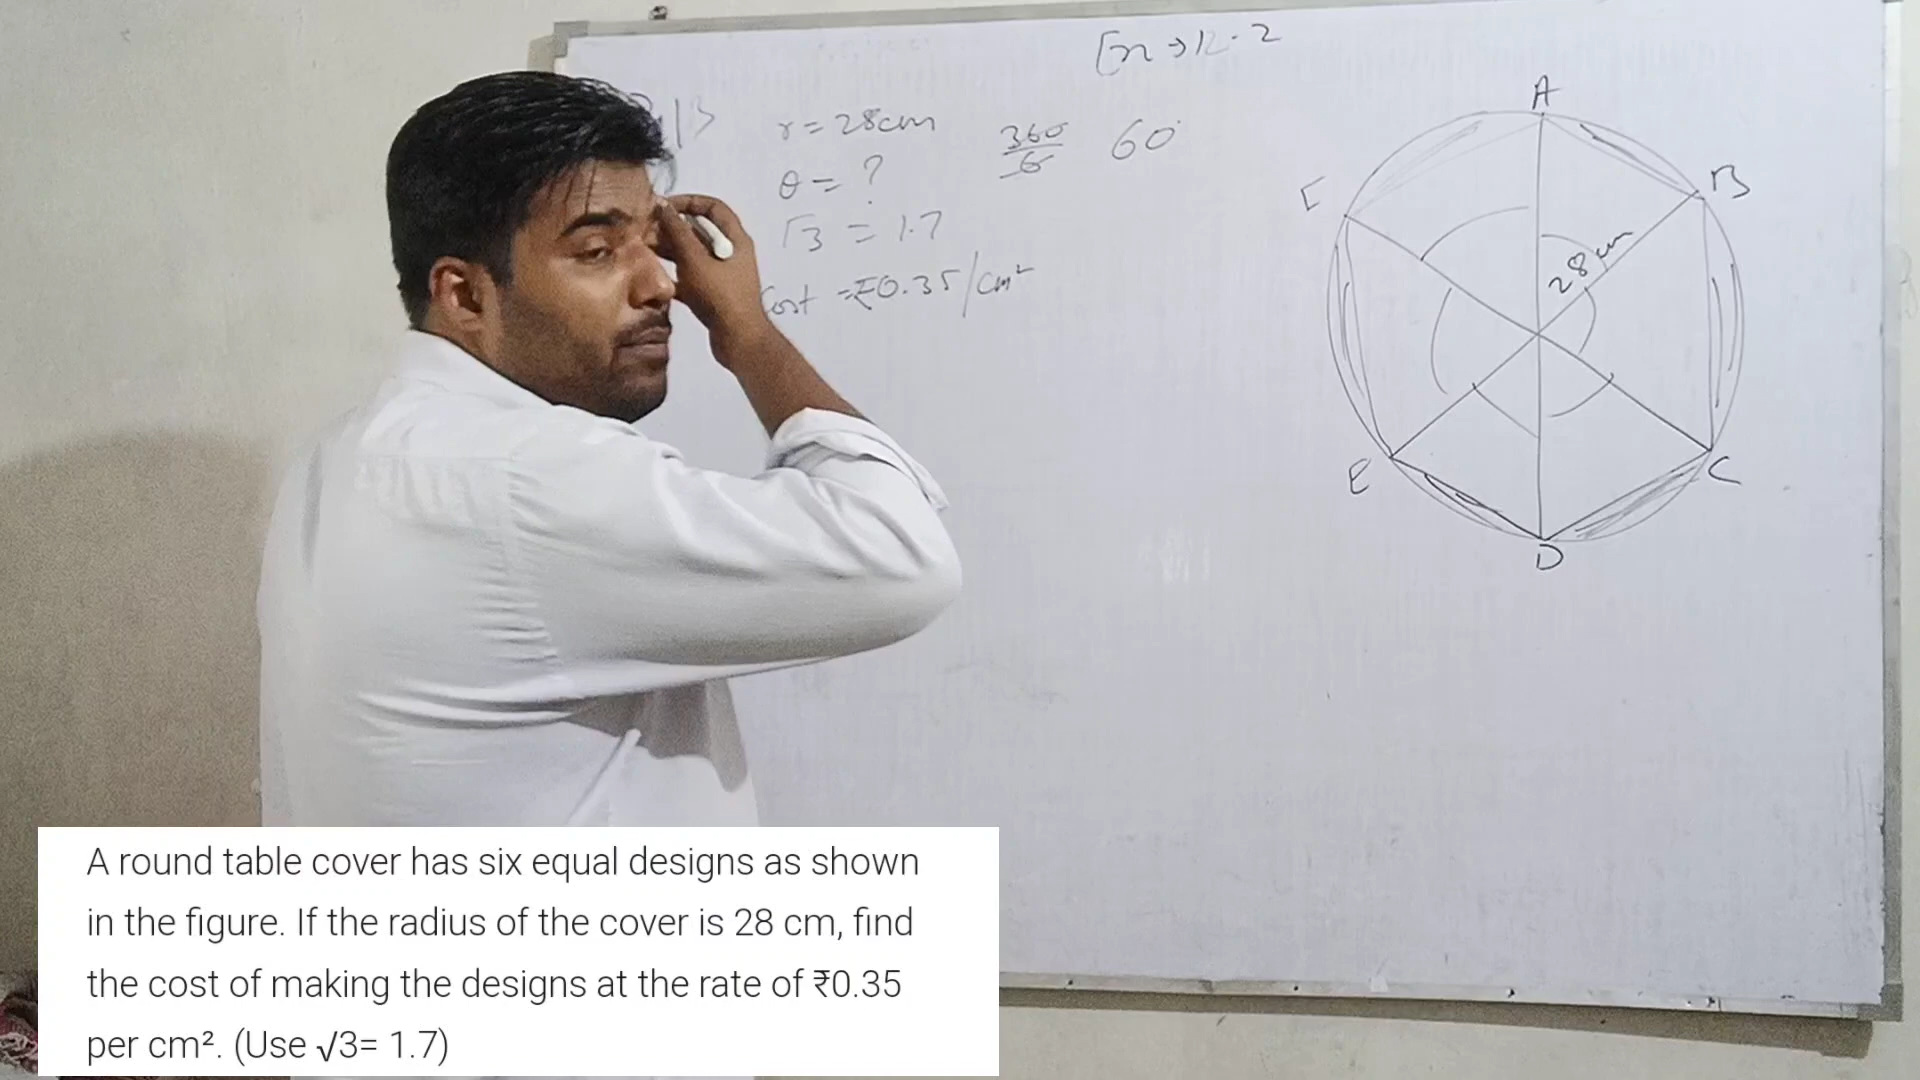 Ex → 12.2
r = 28cm
θ = ?
√3 = 1.7
Cost = ₹0.35/cm²
360/6
60°
A
B
28 cm
C
D
E
A round table cover has six equal designs as shown
in the figure. If the radius of the cover is 28 cm, find
the cost of making the designs at the rate of ₹0.35
per cm². (Use √3= 1.7)